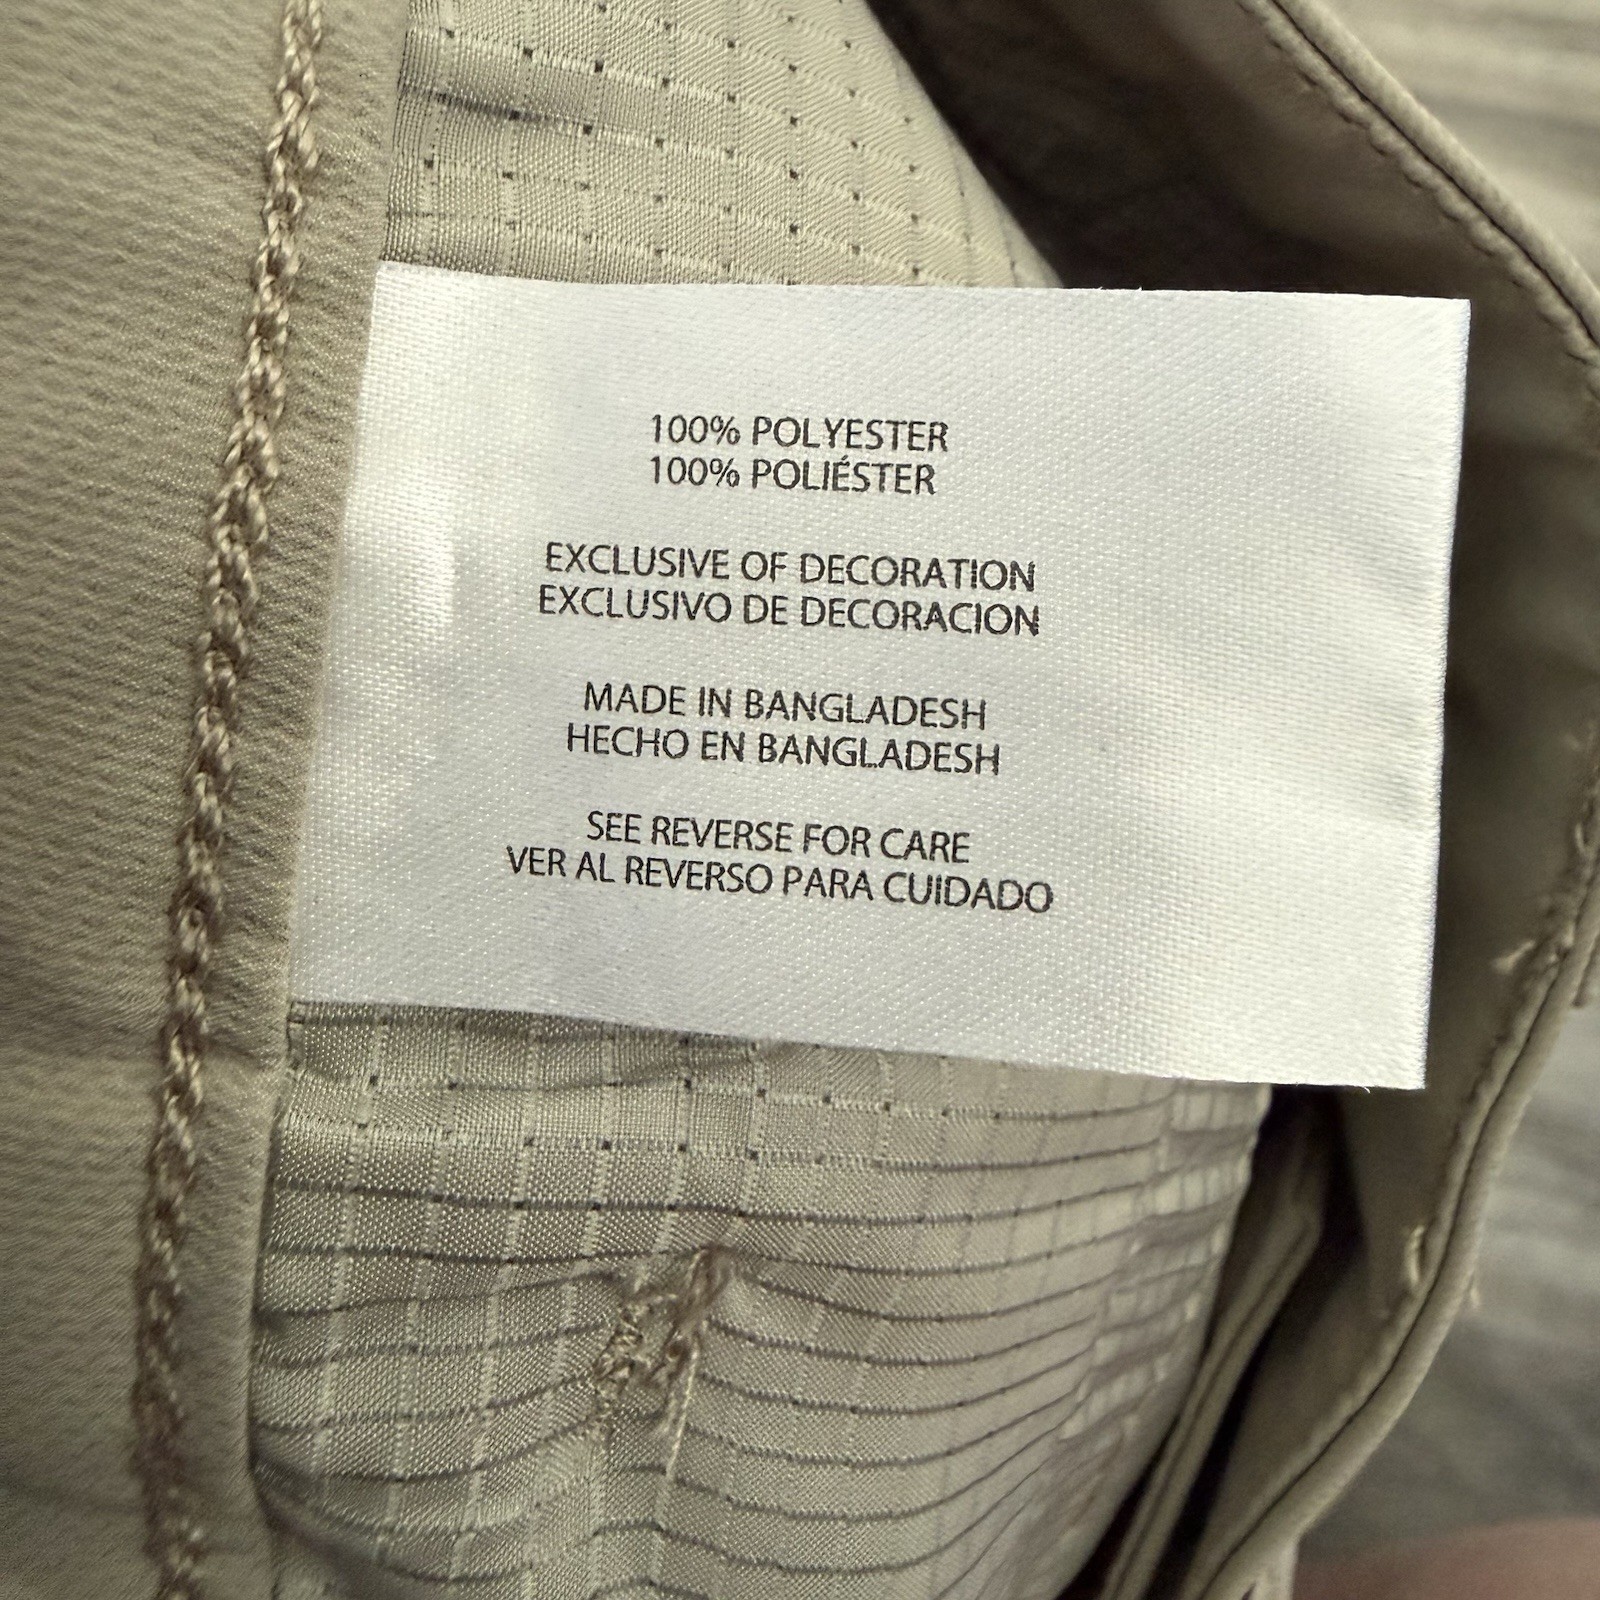 100% POLYESTER
100% POLIÉSTER
EXCLUSIVE OF DECORATION
EXCLUSIVO DE DECORACION
MADE IN BANGLADESH
HECHO EN BANGLADESH
SEE REVERSE FOR CARE
VER AL REVERSO PARA CUIDADO